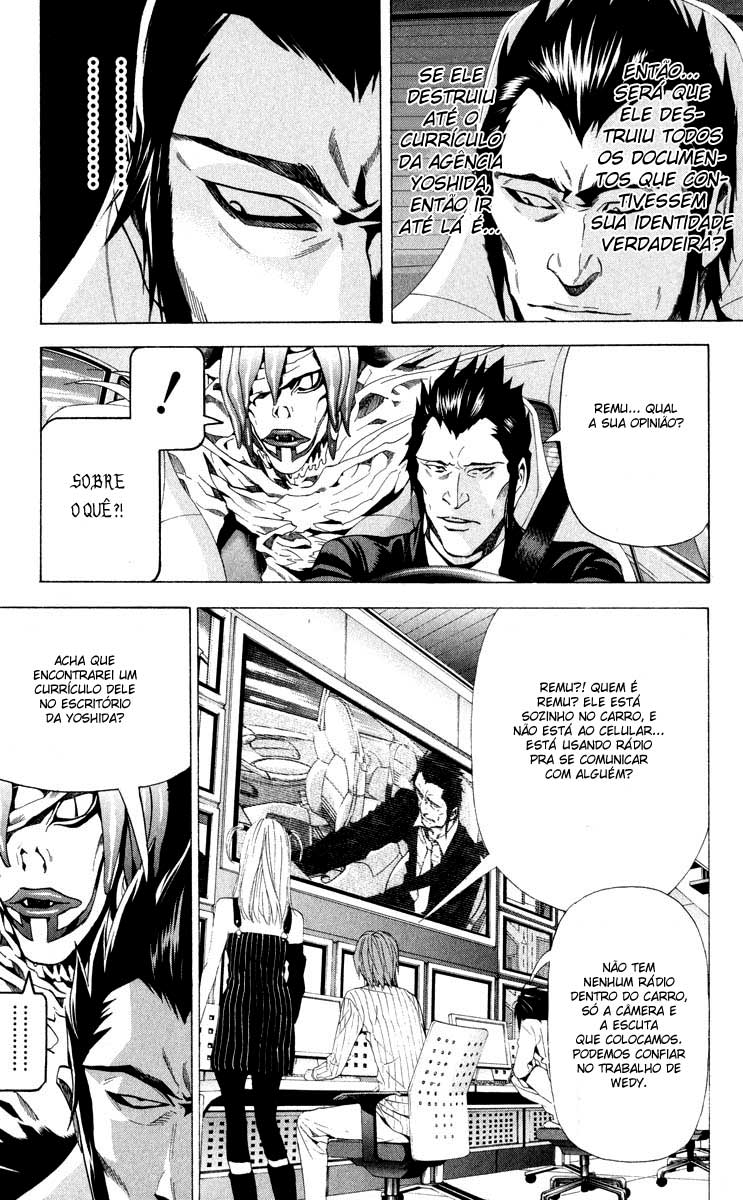 ENTÃO...
SERÁ QUE
ELE DES-
TRUIU TODOS
OS DOCUMEN-
TOS QUE CON-
TIVESSEM
SUA IDENTIDADE
VERDADEIRA?
SE ELE
DESTRUIU
ATÉ O
CURRÍCULO
DA AGÊNCIA
YOSHIDA,
ENTÃO IR
ATÉ LÁ É...
REMU... QUAL
A SUA OPINIÃO?
!
SOBRE
O QUÊ?!
REMU?! QUEM É
REMU? ELE ESTÁ
SOZINHO NO CARRO, E
NÃO ESTÁ AO CELULAR...
ESTÁ USANDO RÁDIO
PRA SE COMUNICAR
COM ALGUÉM?
NÃO TEM
NENHUM RÁDIO
DENTRO DO CARRO,
SÓ A CÂMERA E
A ESCUTA
QUE COLOCAMOS.
PODEMOS CONFIAR
NO TRABALHO DE
WEDY.
ACHA QUE
ENCONTRAREI UM
CURRÍCULO DELE
NO ESCRITÓRIO
DA YOSHIDA?